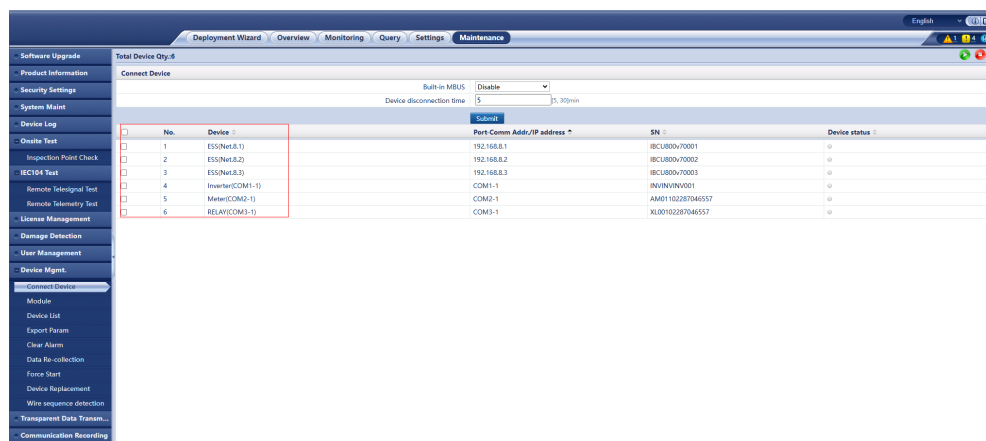 English
Deployment Wizard Overview Monitoring Query Settings Maintenance
1 4
Software Upgrade
Product Information
Security Settings
System Maint
Device Log
Onsite Test
Inspection Point Check
IEC104 Test
Remote Telesignal Test
Remote Telemetry Test
License Management
Damage Detection
User Management
Device Mgmt.
Connect Device
Module
Device List
Export Param
Clear Alarm
Data Re-collection
Force Start
Device Replacement
Wire sequence detection
Transparent Data Transm...
Communication Recording
Total Device Qty.:6
Connect Device
Built-in MBUS Disable
Device disconnection time 5 [5, 30]min
Submit
No. Device Port-Comm Addr./IP address SN Device status
1 ESS(Net.8.1) 192.168.8.1 IBCU800v70001
2 ESS(Net.8.2) 192.168.8.2 IBCU800v70002
3 ESS(Net.8.3) 192.168.8.3 IBCU800v70003
4 Inverter(COM1-1) COM1-1 INVINVINV001
5 Meter(COM2-1) COM2-1 AM01102287046557
6 RELAY(COM3-1) COM3-1 XL00102287046557